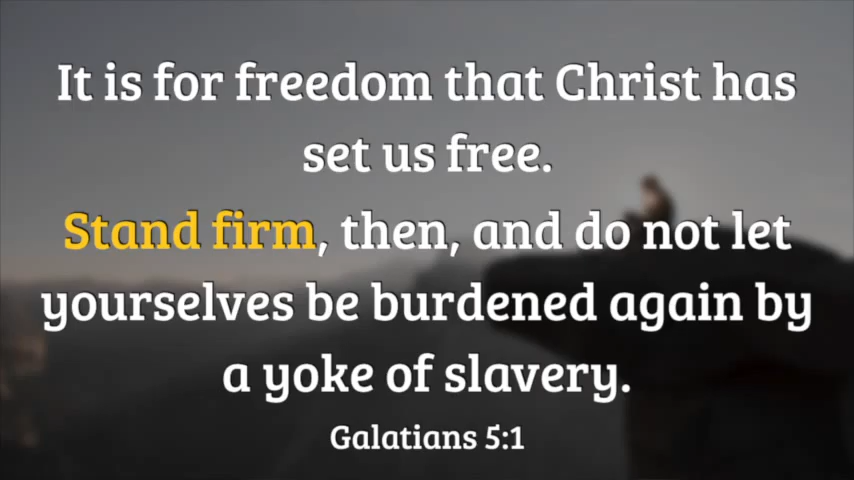 It is for freedom that Christ has
set us free.
Stand firm, then, and do not let
yourselves be burdened again by
a yoke of slavery.
Galatians 5:1